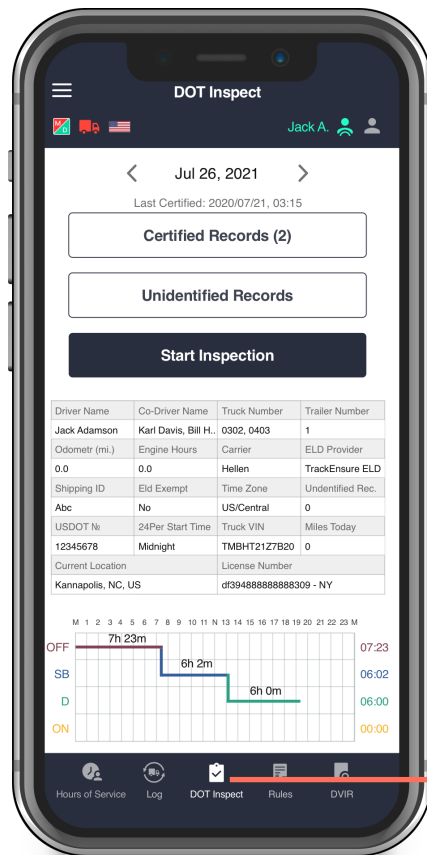 DOT Inspect
M D Jack A.
Jul 26, 2021
Last Certified: 2020/07/21, 03:15
Certified Records (2)
Unidentified Records
Start Inspection
Driver Name Co-Driver Name Truck Number Trailer Number
Jack Adamson Karl Davis, Bill H.. 0302, 0403 1
Odometr (mi.) Engine Hours Carrier ELD Provider
0.0 0.0 Hellen TrackEnsure ELD
Shipping ID Eld Exempt Time Zone Undentified Rec.
Abc No US/Central 0
USDOT № 24Per Start Time Truck VIN Miles Today
12345678 Midnight TMBHT21Z7B20 0
Current Location License Number
Kannapolis, NC, US df394888888888309 - NY
M 1 2 3 4 5 6 7 8 9 10 11 N 13 14 15 16 17 18 19 20 21 22 23 M
OFF 7h 23m 07:23
SB 6h 2m 06:02
D 6h 0m 06:00
ON 00:00
Hours of Service Log DOT Inspect Rules DVIR